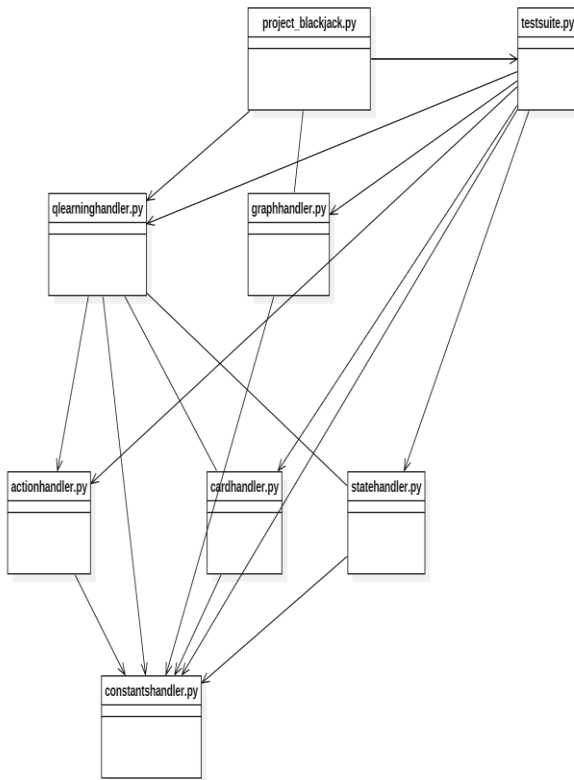 project_blackjack.py
testsuite.py
qlearninghandler.py
graphhandler.py
actionhandler.py
cardhandler.py
statehandler.py
constantshandler.py